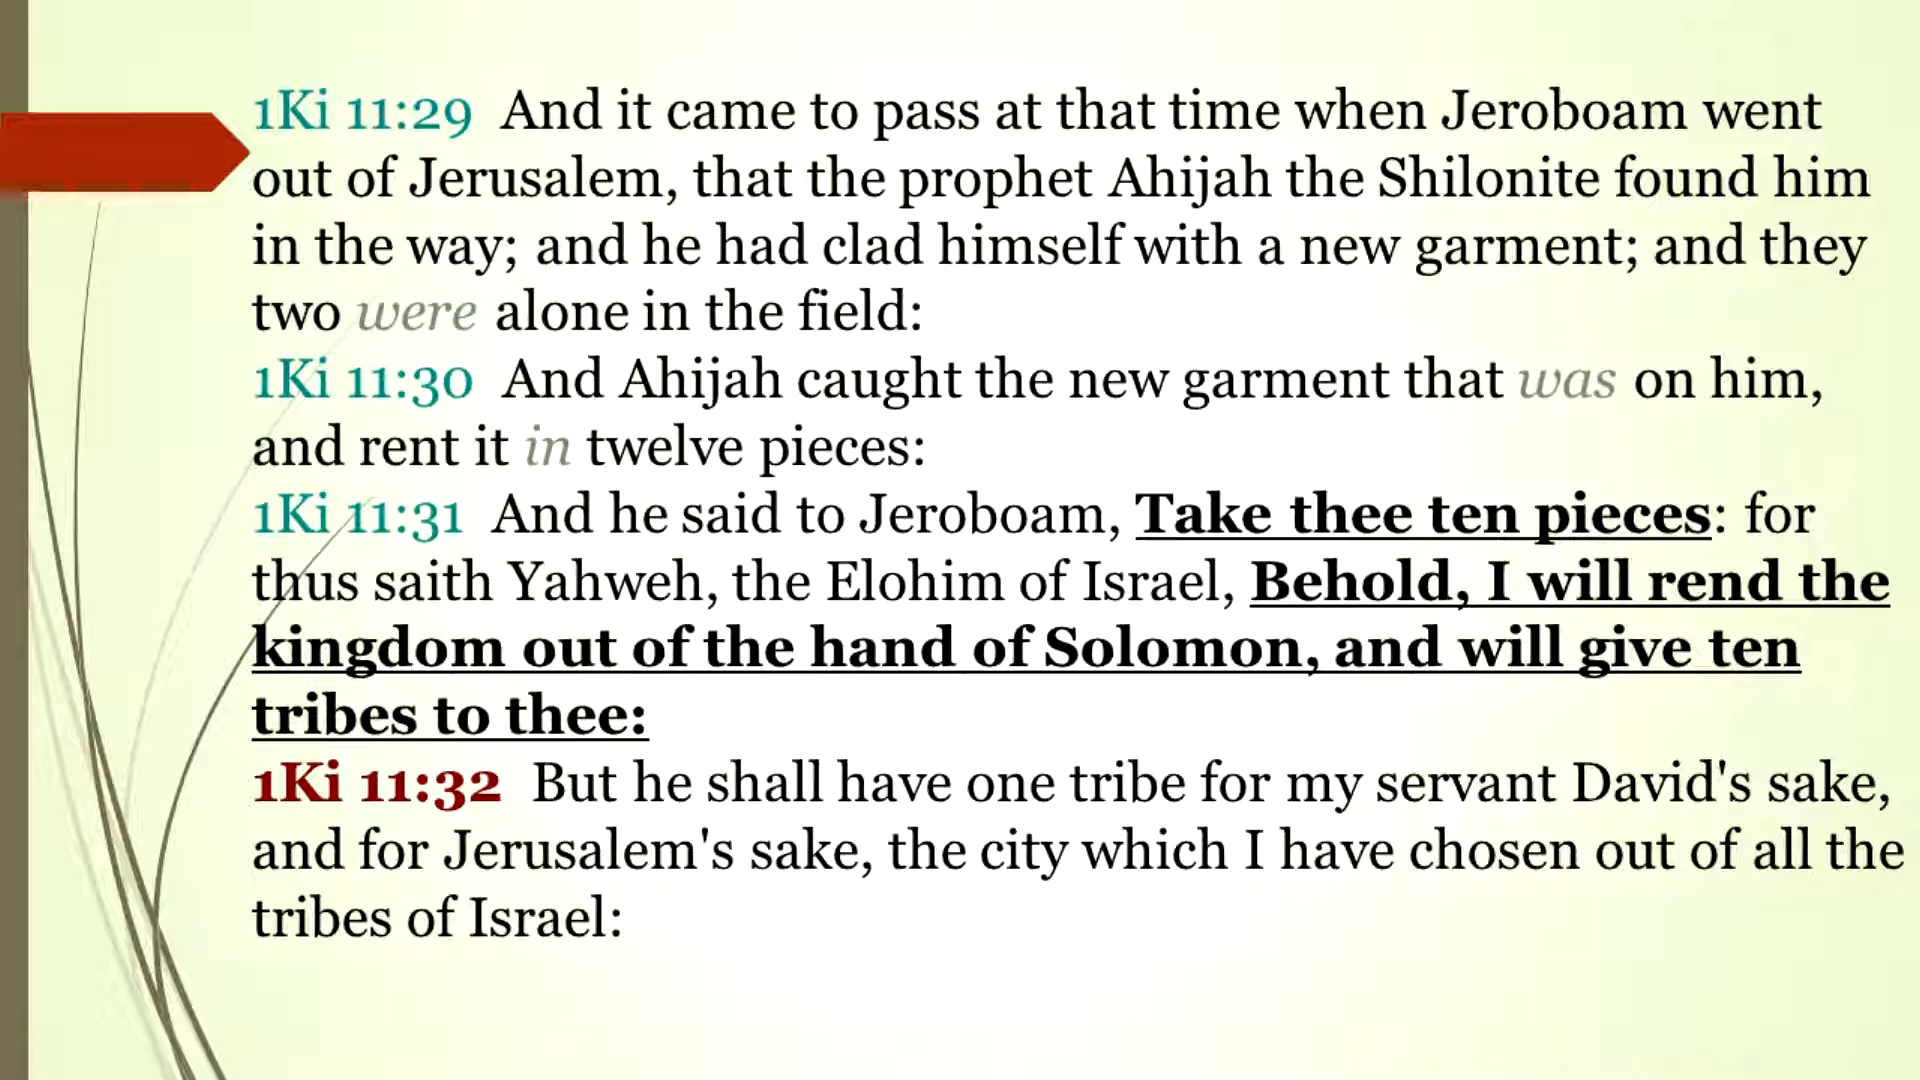 1Ki 11:29 And it came to pass at that time when Jeroboam went
out of Jerusalem, that the prophet Ahijah the Shilonite found him
in the way; and he had clad himself with a new garment; and they
two were alone in the field:
1Ki 11:30 And Ahijah caught the new garment that was on him,
and rent it in twelve pieces:
1Ki 11:31 And he said to Jeroboam, Take thee ten pieces: for
thus saith Yahweh, the Elohim of Israel, Behold, I will rend the
kingdom out of the hand of Solomon, and will give ten
tribes to thee:
1Ki 11:32 But he shall have one tribe for my servant David's sake,
and for Jerusalem's sake, the city which I have chosen out of all the
tribes of Israel: